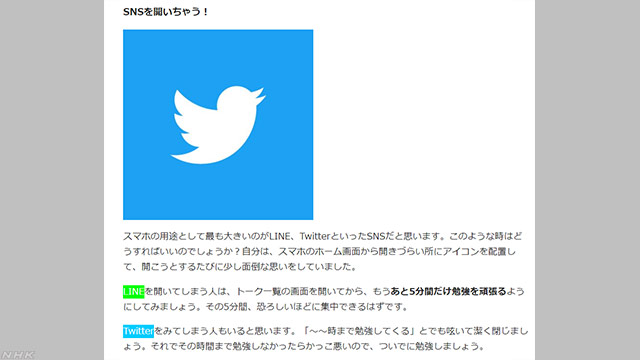 SNSを開いちゃう！
スマホの用途として最も大きいのがLINE、TwitterといったSNSだと思います。このような時はど
うすればいいのでしょうか？自分は、スマホのホーム画面から開きづらい所にアイコンを配置し
て、開こうとするたびに少し面倒な思いをしていました。
LINEを開いてしまう人は、トーク一覧の画面を開いてから、もうあと5分間だけ勉強を頑張るよう
にしてみましょう。その5分間、恐ろしいほどに集中できるはずです。
Twitterをみてしまう人もいると思います。「〜〜時まで勉強してくる」とでも呟いて潔く閉じましょ
う。それでその時間まで勉強しなかったらかっこ悪いので、ついでに勉強しましょう。
NHK